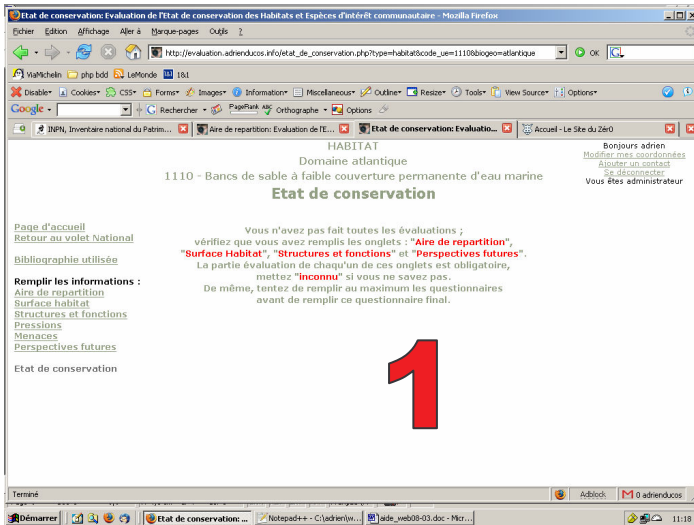 Etat de conservation: Evaluation de l'Etat de conservation des Habitats et Espèces d'intérêt communautaire - Mozilla Firefox
Fichier Edition Affichage Aller à Marque-pages Outils ?
http://evaluation.adrienducos.info/etat_de_conservation.php?type=habitat&code_ue=1110&biogeo=atlantique OK
ViaMichelin php bdd LeMonde 1&1
Disable Cookies CSS Forms Images Information Miscellaneous Outline Resize Tools View Source Options
Google Rechercher PageRank Orthographe Options
INPN, Inventaire national du Patrim... Aire de repartition: Evaluation de l'E... Etat de conservation: Evaluatio... Accueil - Le Site du Zér0
HABITAT
Domaine atlantique
1110 - Bancs de sable à faible couverture permanente d'eau marine
Etat de conservation
Bonjours adrien
Modifier mes coordonnées
Ajouter un contact
Se déconnecter
Vous êtes administrateur
Page d'accueil
Retour au volet National
Bibliographie utilisée
Remplir les informations :
Aire de repartition
Surface habitat
Structures et fonctions
Pressions
Menaces
Perspectives futures
Etat de conservation
Vous n'avez pas fait toutes les évaluations ;
vérifiez que vous avez remplis les onglets : "Aire de repartition",
"Surface Habitat", "Structures et fonctions" et "Perspectives futures".
La partie évaluation de chaqu'un de ces onglets est obligatoire,
mettez "inconnu" si vous ne savez pas.
De même, tentez de remplir au maximum les questionnaires
avant de remplir ce questionnaire final.
1
Terminé Adblock 0 adrienducos
Démarrer Etat de conservation: ... Notepad++ - C:\adrien\w... aide_web08-03.doc - Micr... 11:18